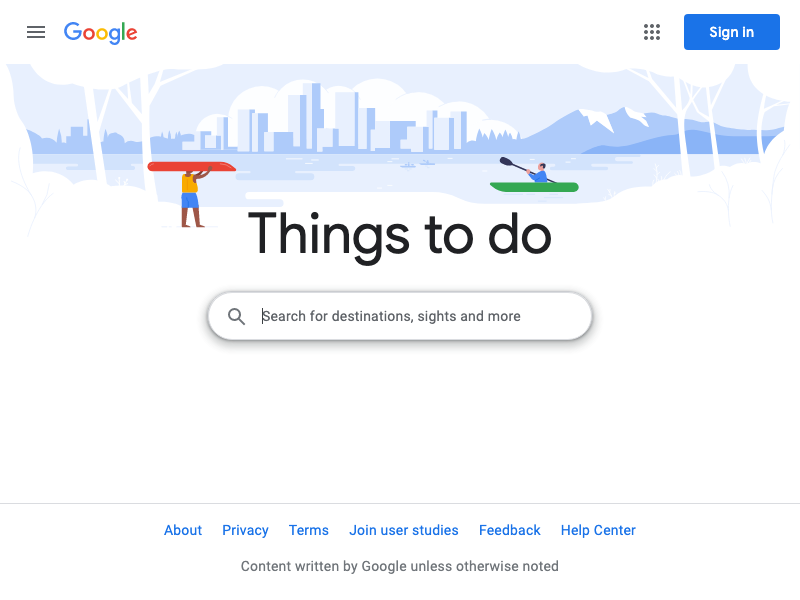 Google
Sign in
Things to do
Search for destinations, sights and more
About Privacy Terms Join user studies Feedback Help Center
Content written by Google unless otherwise noted